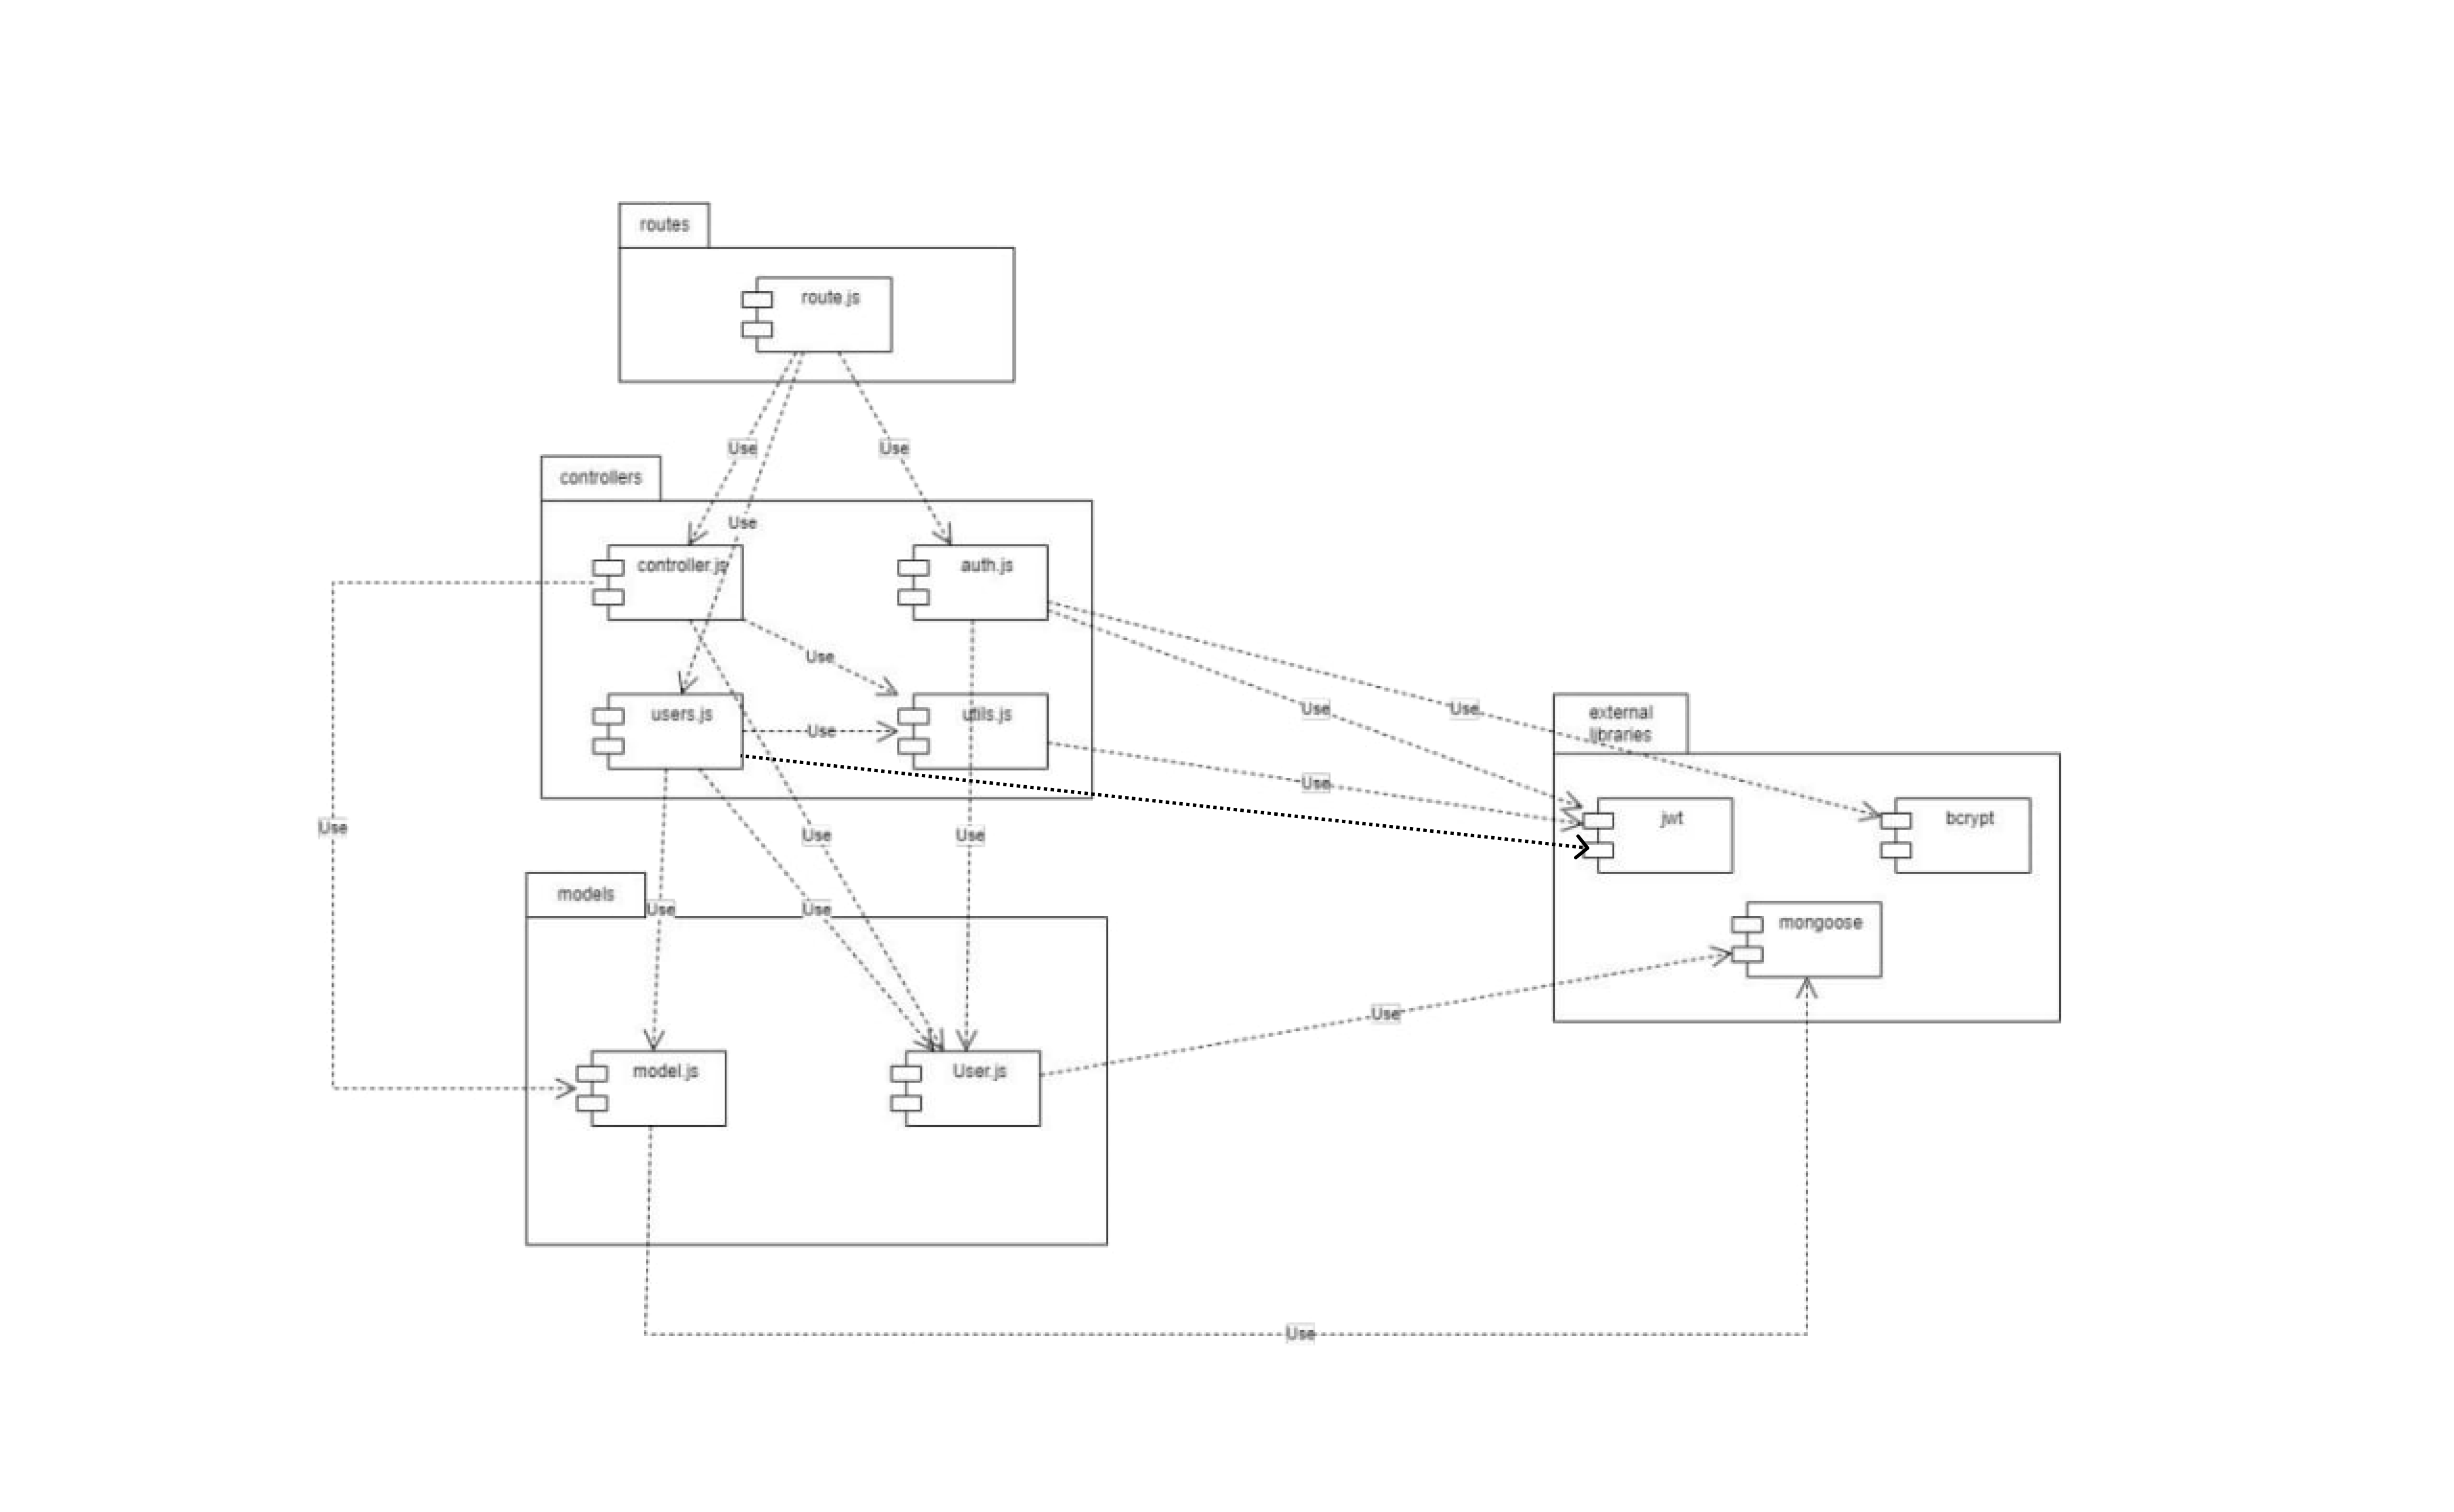 routes
route.js
Use
Use
controllers
Use
controller.js
auth.js
Use
users.js
utils.js
Use
Use
Use
external
libraries
Use
jwt
bcrypt
Use
Use
Use
models
Use
Use
mongoose
Use
model.js
User.js
Use